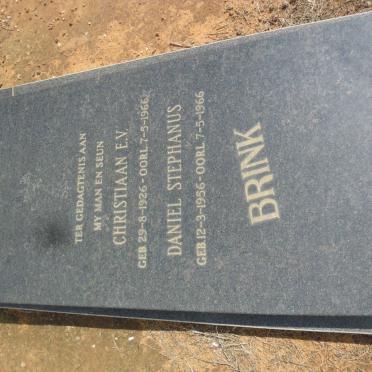 TER GEDAGTENIS AAN
MY MAN EN SEUN
CHRISTIAAN E.V.
GEB 29-8-1926 - OORL. 7-5-1966
DANIEL STEPHANUS
GEB.12-3-1956 - OORL 7-5-1966
BRINK